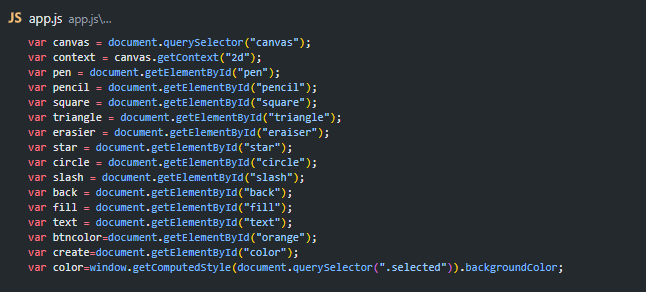 JS app.js app.js\...
var canvas = document.querySelector("canvas");
var context = canvas.getContext("2d");
var pen = document.getElementById("pen");
var pencil = document.getElementById("pencil");
var square = document.getElementById("square");
var triangle = document.getElementById("triangle");
var erasier = document.getElementById("eraiser");
var star = document.getElementById("star");
var circle = document.getElementById("circle");
var slash = document.getElementById("slash");
var back = document.getElementById("back");
var fill = document.getElementById("fill");
var text = document.getElementById("text");
var btncolor=document.getElementById("orange");
var create=document.getElementById("color");
var color=window.getComputedStyle(document.querySelector(".selected")).backgroundColor;